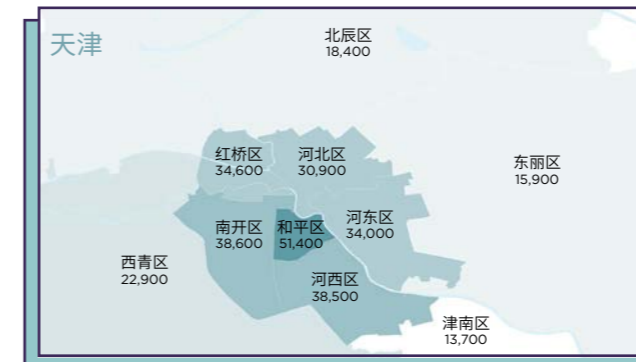 天津
北辰区
18,400
红桥区
34,600
河北区
30,900
东丽区
15,900
南开区
38,600
和平区
51,400
河东区
34,000
西青区
22,900
河西区
38,500
津南区
13,700